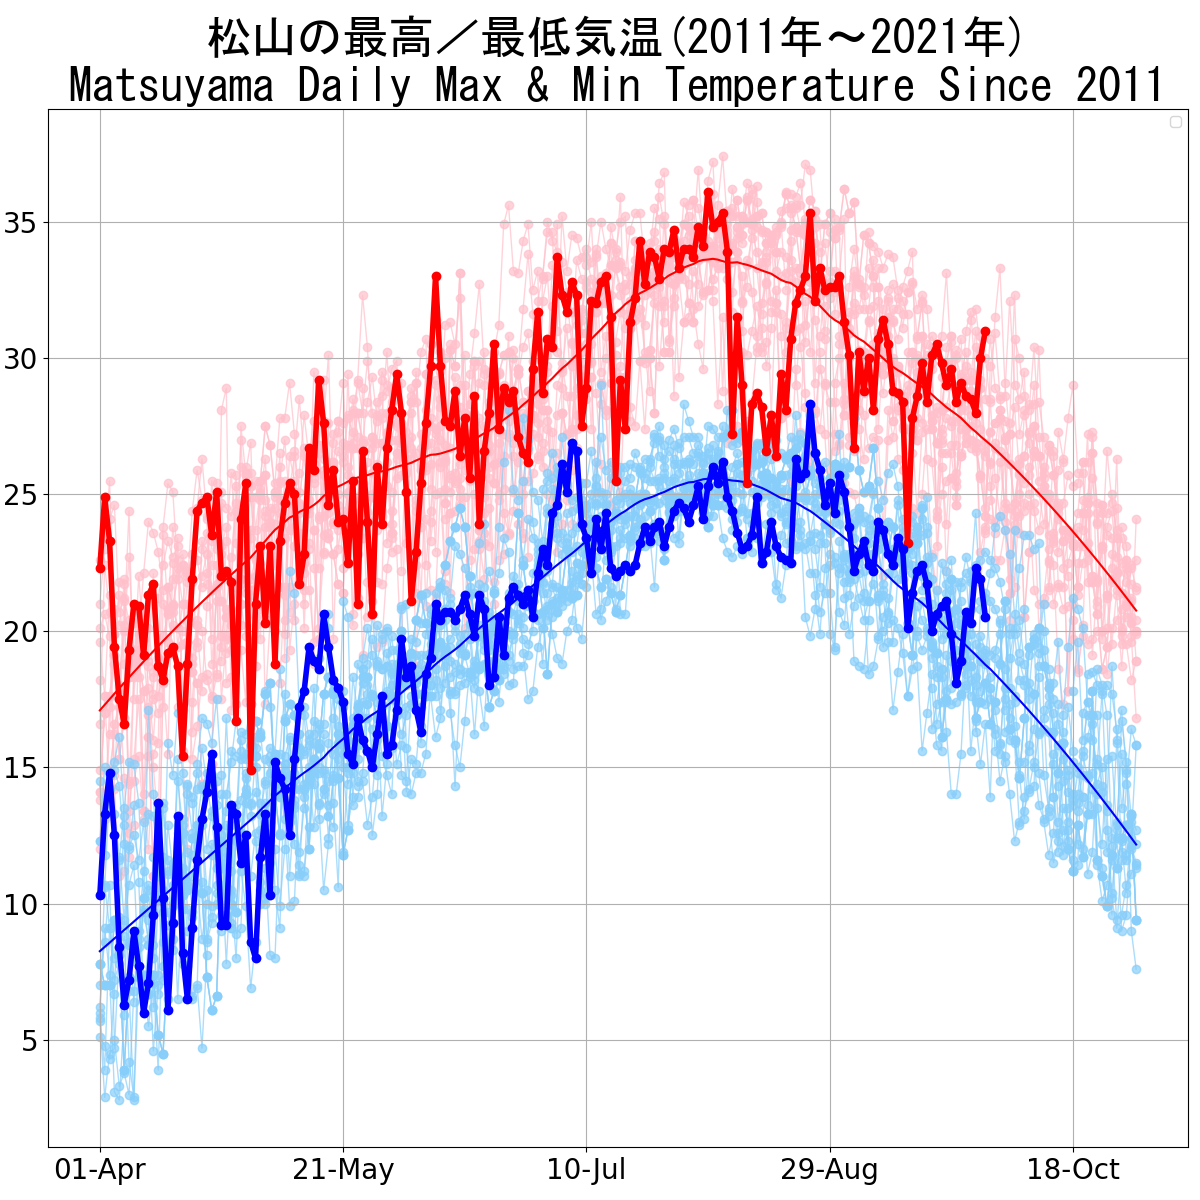 松山の最高／最低気温(2011年～2021年)
Matsuyama Daily Max & Min Temperature Since 2011
35
30
25
20
15
10
5
01-Apr 21-May 10-Jul 29-Aug 18-Oct